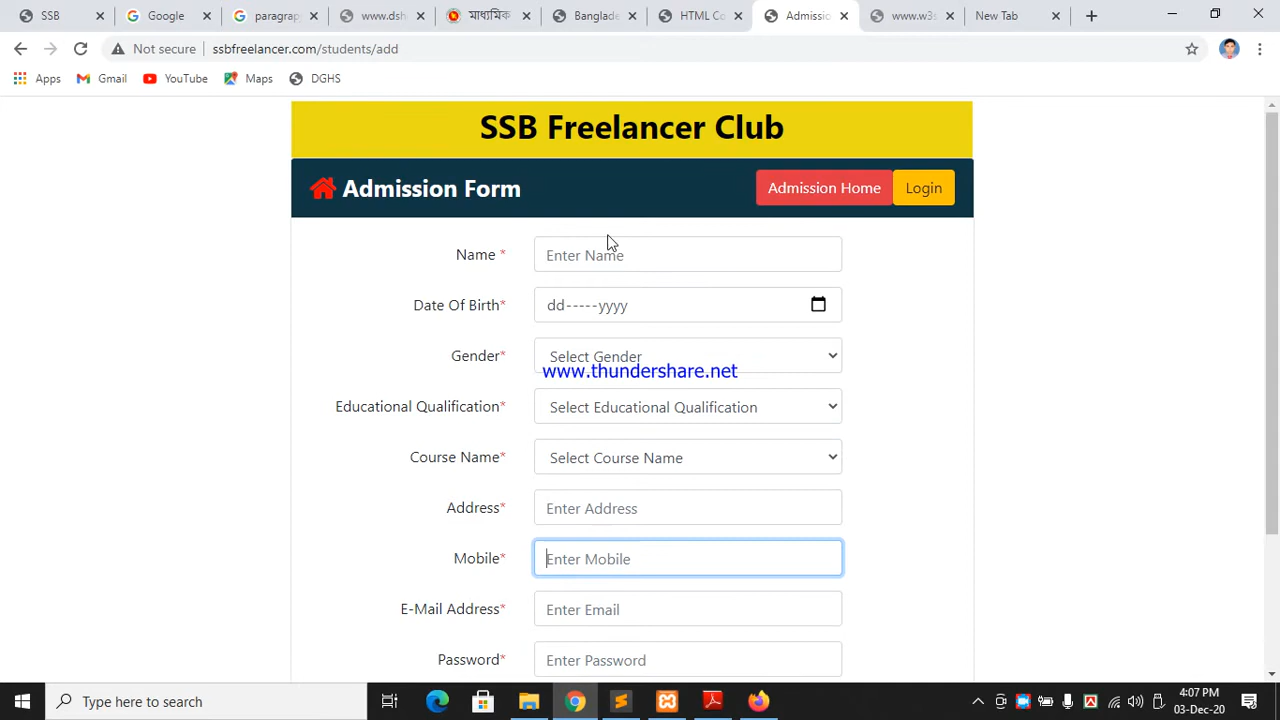 SSB
Google
paragrap
www.dsh
মাধ্যমিক
Banglade
HTML Co
Admissio
www.w3s
New Tab
Not secure
ssbfreelancer.com/students/add
Apps
Gmail
YouTube
Maps
DGHS
SSB Freelancer Club
Admission Form
Admission Home
Login
Name *
Enter Name
Date Of Birth*
dd-----yyyy
Gender*
Select Gender
www.thundershare.net
Educational Qualification*
Select Educational Qualification
Course Name*
Select Course Name
Address*
Enter Address
Mobile*
Enter Mobile
E-Mail Address*
Enter Email
Password*
Enter Password
Type here to search
4:07 PM
03-Dec-20